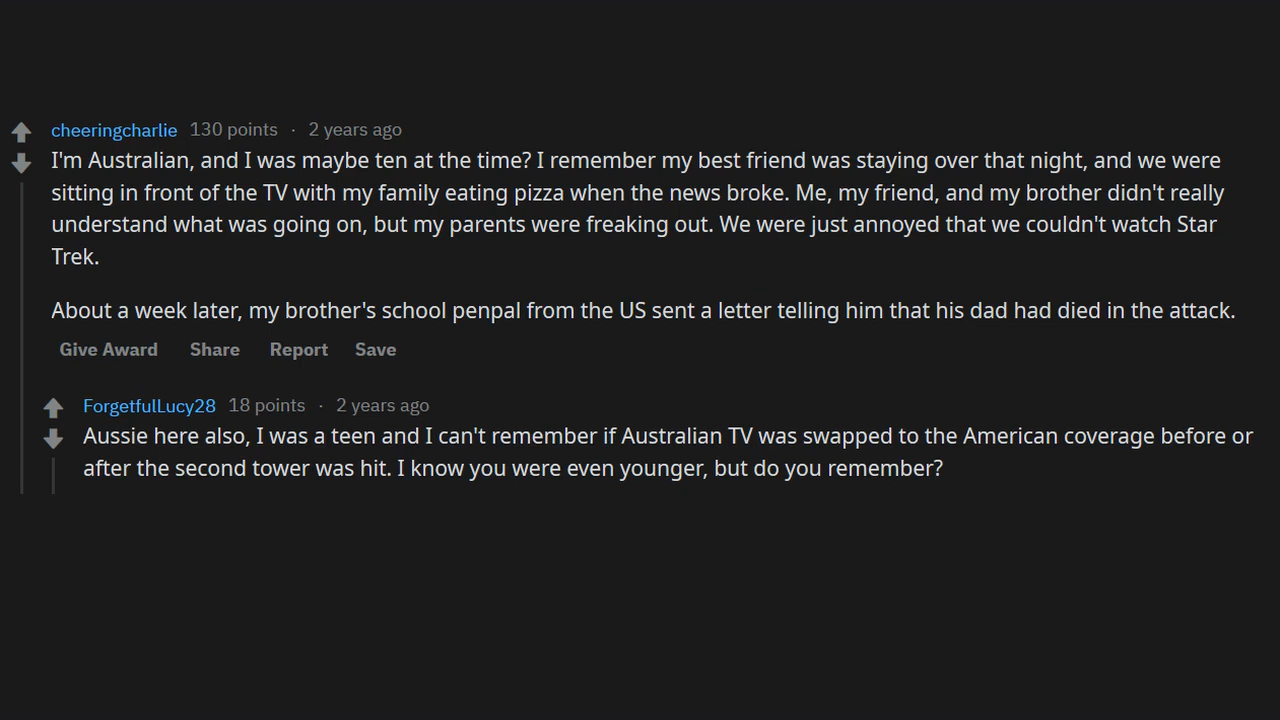 cheeringcharlie 130 points · 2 years ago
I'm Australian, and I was maybe ten at the time? I remember my best friend was staying over that night, and we were
sitting in front of the TV with my family eating pizza when the news broke. Me, my friend, and my brother didn't really
understand what was going on, but my parents were freaking out. We were just annoyed that we couldn't watch Star
Trek.
About a week later, my brother's school penpal from the US sent a letter telling him that his dad had died in the attack.
Give Award Share Report Save
ForgetfulLucy28 18 points · 2 years ago
Aussie here also, I was a teen and I can't remember if Australian TV was swapped to the American coverage before or
after the second tower was hit. I know you were even younger, but do you remember?